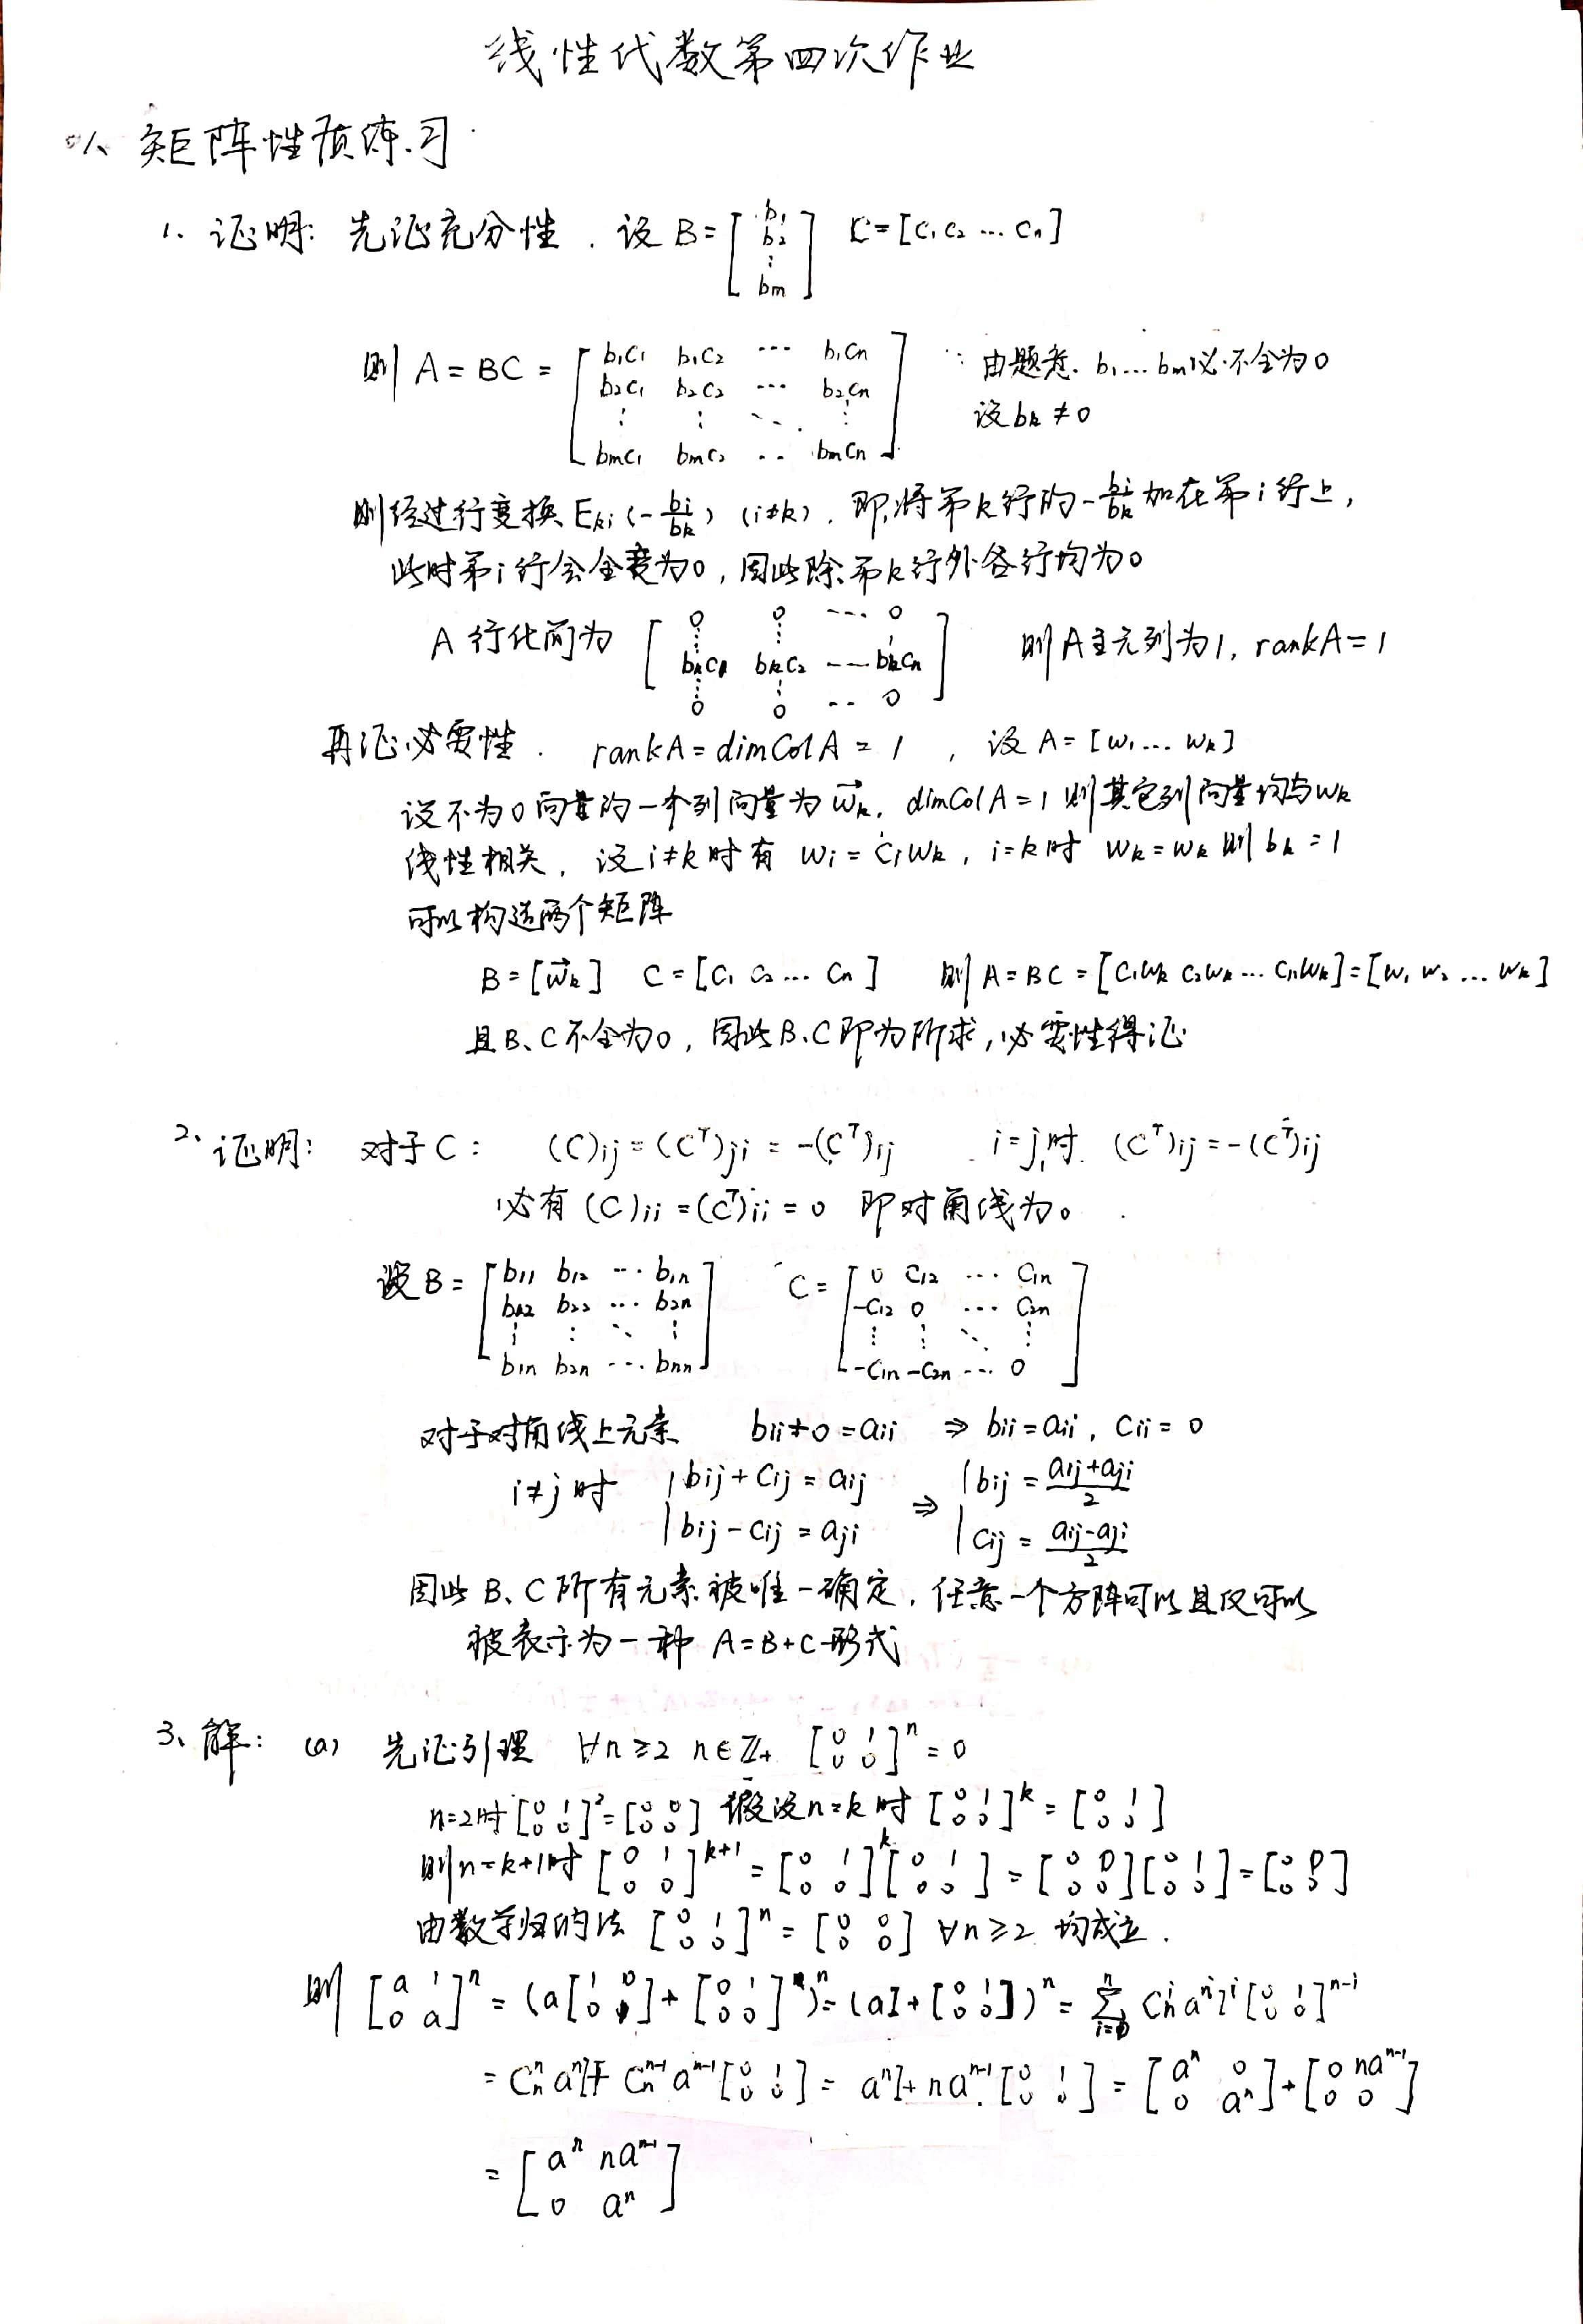 线性代数第四次作业
一、矩阵性质练习
1. 证明: 先证充分性. 设 B=[b₁ b₂ ⋮ bm] C=[c₁ c₂ … cn]
则 A=BC=[b₁c₁ b₁c₂ … b₁cn; b₂c₁ b₂c₂ … b₂cn; ⋮ ⋮ ⋱ ⋮; bmc₁ bmc₂ … bmcn] ∵由题意. b₁…bm必不全为0
设bk≠0
则经过行变换 Eki(-bi/bk) (i≠k), 即将第k行的-bi/bk加在第i行上,
此时第i行会全变为0, 因此除第k行外各行均为0
A行化简为 [0 0 … 0; ⋮ bkc₁ bkc₂ … bkcn; ⋮ 0 0 … 0] 则A主元列为1, rankA=1
再证必要性. rankA=dimColA=1, 设A=[w₁…wk]
设不为0向量的一个列向量为w⃗k, dimColA=1则其它列向量均与wk
线性相关, 设i≠k时有 wi=ciwk, i=k时 wk=wk则bk=1
可以构造两个矩阵
B=[w⃗k] C=[c₁ c₂…cn] 则A=BC=[c₁wk c₂wk…cnwk]=[w₁ w₂…wk]
且B、C不全为0, 因此B、C即为所求, 必要性得证
2、证明: 对于C: (C)ij=(Cᵀ)ji=-(Cᵀ)ij i=j时. (Cᵀ)ij=-(Cᵀ)ij
必有(C)ii=(Cᵀ)ii=0 即对角线为0
设B=[b11 b12 … b1n; b12 b22 … b2n; ⋮ ⋮ ⋱ ⋮; b1n b2n … bnn] C=[0 c12 … c1n; -c12 0 … c2n; ⋮ ⋮ ⋱ ⋮; -c1n -c2n … 0]
对于对角线上元素 bii+0=aii ⇒ bii=aii, cii=0
i≠j时 {bij+cij=aij ⇒ {bij=(aij+aji)/2
bij-cij=aji cij=(aij-aji)/2
因此B、C所有元素被唯一确定, 任意一个方阵可以且仅可以
被表示为一种 A=B+C形式
3、解: (a) 先证引理 ∀n≥2 n∈Z₊ [0 1; 0 0]ⁿ=0
n=2时[0 1; 0 0]²=[0 0; 0 0] 假设n=k时[0 1; 0 0]ᵏ=[0 1; 0 0]
则n=k+1时[0 1; 0 0]ᵏ⁺¹=[0 1; 0 0]ᵏ[0 1; 0 0]=[0 0; 0 0][0 1; 0 0]=[0 0; 0 0]
由数学归纳法[0 1; 0 0]ⁿ=[0 0; 0 0] ∀n≥2 均成立.
则[a 1; 0 a]ⁿ=(a[1 0; 0 1]+[0 1; 0 0])ⁿ=(aI+[0 1; 0 0])ⁿ=∑ⁿᵢ₌₀ Cⁱn aⁱIⁱ[0 1; 0 0]ⁿ⁻ⁱ
=Cⁿn aⁿI+Cⁿ⁻¹n aⁿ⁻¹[0 1; 0 0]=aⁿI+naⁿ⁻¹[0 1; 0 0]=[aⁿ 0; 0 aⁿ]+[0 naⁿ⁻¹; 0 0]
=[aⁿ naⁿ⁻¹; 0 aⁿ]